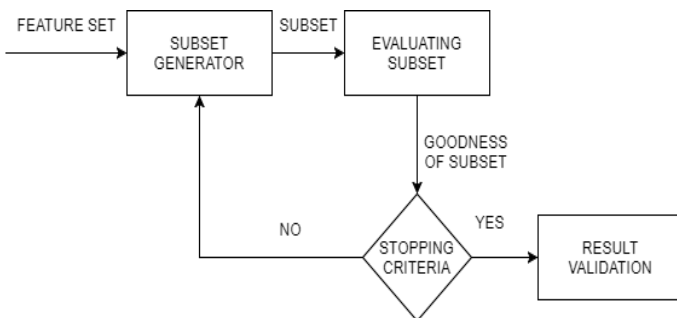 FEATURE SET
SUBSET
GENERATOR
SUBSET
EVALUATING
SUBSET
GOODNESS
OF SUBSET
NO
STOPPING
CRITERIA
YES
RESULT
VALIDATION